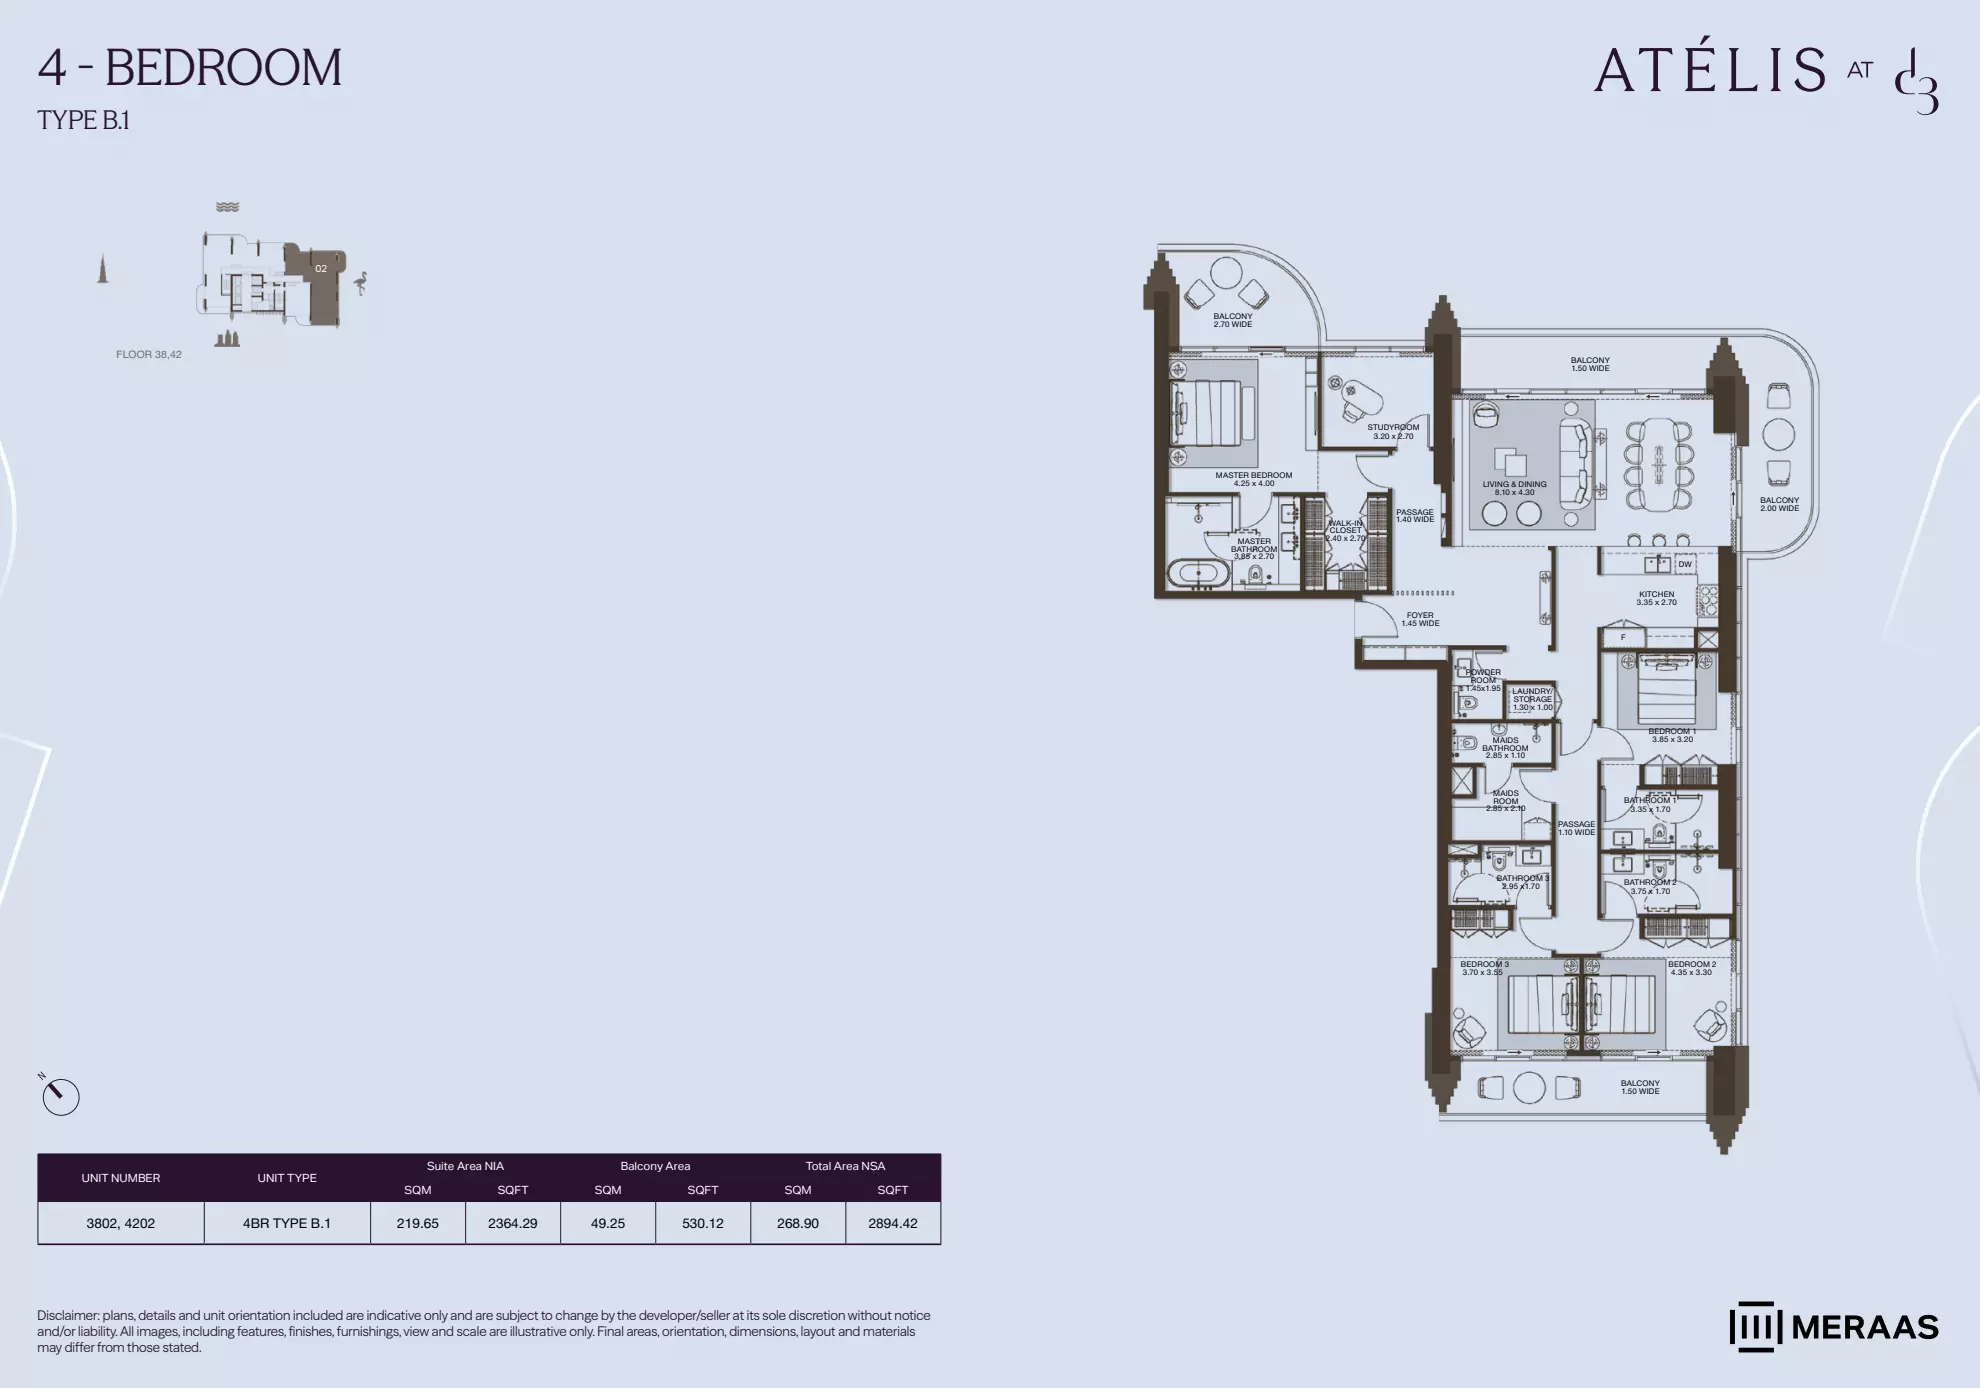 4 - BEDROOM
TYPE B.1
ATÉLIS AT d3
02
FLOOR 38,42
BALCONY
2.70 WIDE
BALCONY
1.50 WIDE
STUDYROOM
3.20 x 2.70
MASTER BEDROOM
4.25 x 4.00
LIVING & DINING
8.10 x 4.30
BALCONY
2.00 WIDE
PASSAGE
1.40 WIDE
WALK-IN
CLOSET
2.40 x 2.70
MASTER
BATHROOM
3.85 x 2.70
DW
KITCHEN
3.35 x 2.70
FOYER
1.45 WIDE
F
POWDER
ROOM
1.45x1.95
LAUNDRY/
STORAGE
1.30 x 1.00
BEDROOM 1
3.85 x 3.20
MAIDS
BATHROOM
2.85 x 1.10
MAIDS
ROOM
2.85 x 2.10
BATHROOM 1
3.35 x 1.70
PASSAGE
1.10 WIDE
BATHROOM 3
2.95 x1.70
BATHROOM 2
3.75 x 1.70
BEDROOM 3
3.70 x 3.55
BEDROOM 2
4.35 x 3.30
BALCONY
1.50 WIDE
N
UNIT NUMBER UNIT TYPE Suite Area NIA Balcony Area Total Area NSA
SQM SQFT SQM SQFT SQM SQFT
3802, 4202 4BR TYPE B.1 219.65 2364.29 49.25 530.12 268.90 2894.42
Disclaimer: plans, details and unit orientation included are indicative only and are subject to change by the developer/seller at its sole discretion without notice
and/or liability. All images, including features, finishes, furnishings, view and scale are illustrative only. Final areas, orientation, dimensions, layout and materials
may differ from those stated.
MERAAS